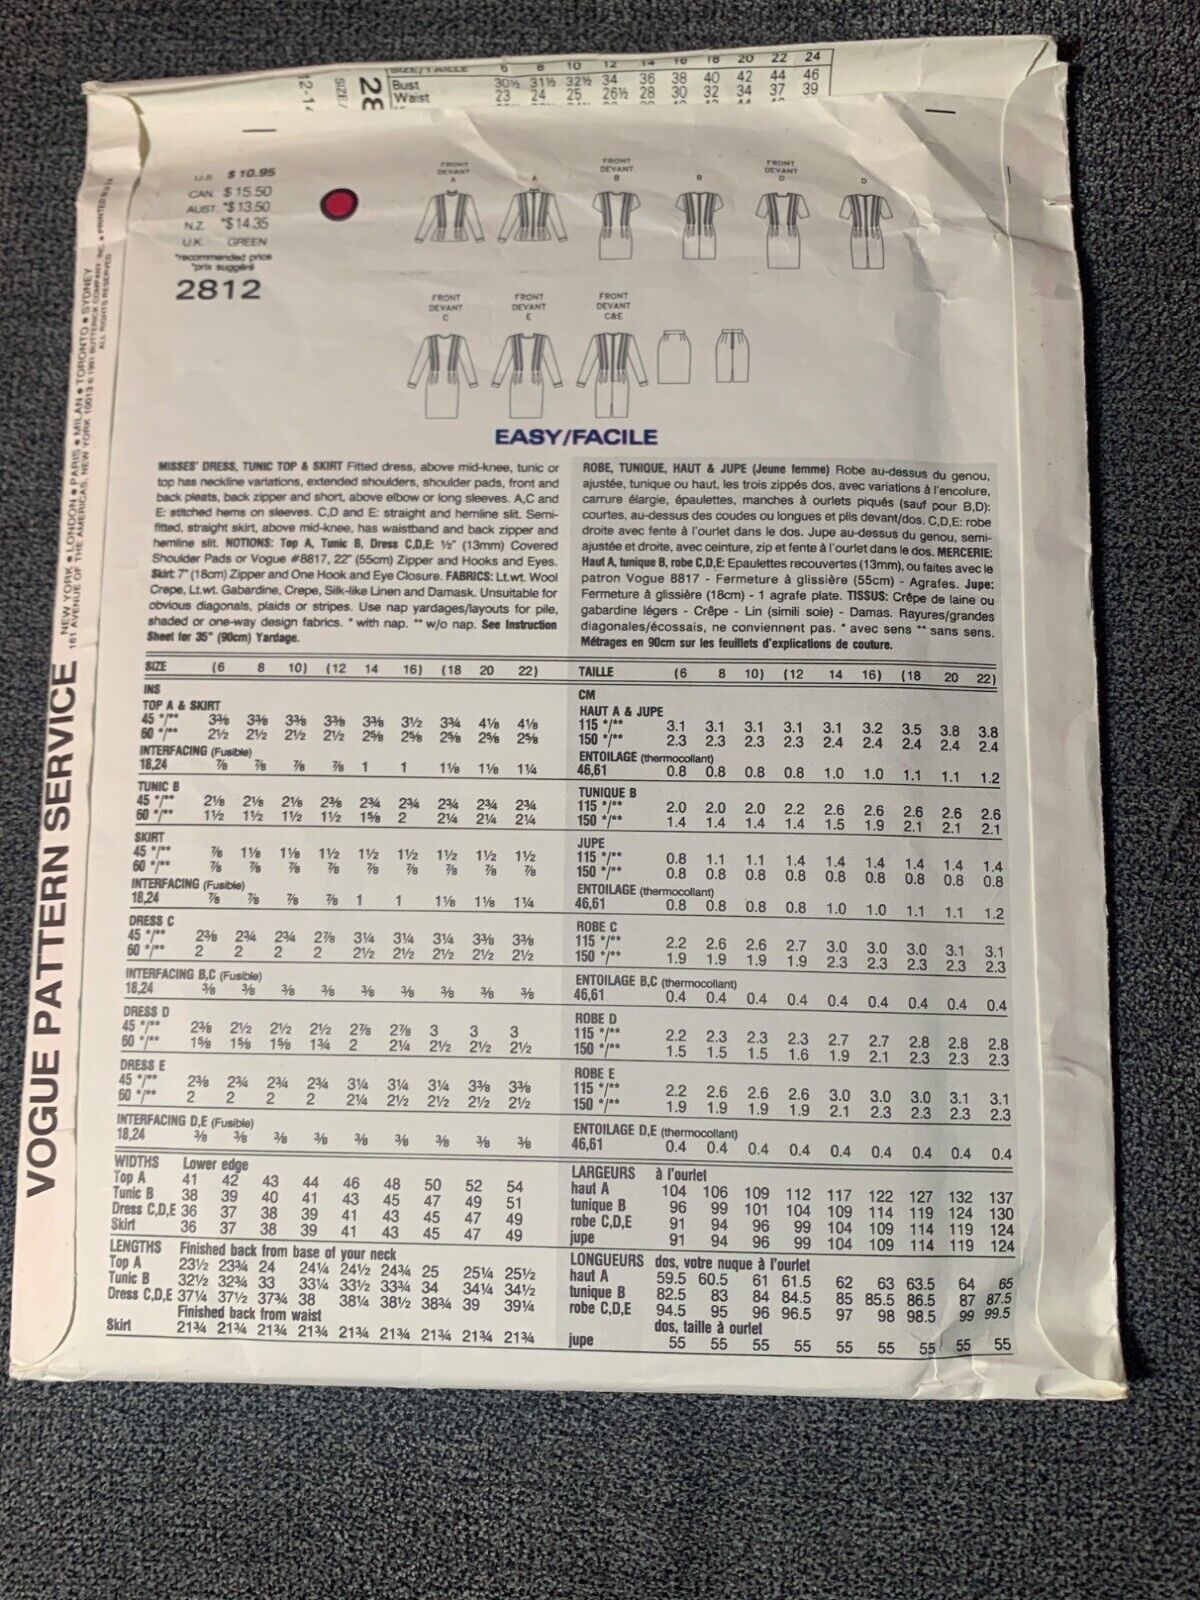 SIZE/TAILLE 6 8 10 12 14 16 18 20 22 24
Bust 30½ 31½ 32½ 34 36 38 40 42 44 46
Waist 23 24 25 26½ 28 30 32 34 37 39
28
SIZE/
12-1
U.S. $ 10.95
CAN. $ 15.50
AUST. *$ 13.50
N.Z. *$ 14.35
U.K. GREEN
*recommended price
*prix suggéré
2812
FRONT DEVANT A
A
FRONT DEVANT B
B
FRONT DEVANT D
D
FRONT DEVANT C
FRONT DEVANT E
FRONT DEVANT C&E
EASY/FACILE
MISSES' DRESS, TUNIC TOP & SKIRT Fitted dress, above mid-knee, tunic or
top has neckline variations, extended shoulders, shoulder pads, front and
back pleats, back zipper and short, above elbow or long sleeves. A,C and
E: stitched hems on sleeves. C,D and E: straight and hemline slit. Semi-
fitted, straight skirt, above mid-knee, has waistband and back zipper and
hemline slit. NOTIONS: Top A, Tunic B, Dress C,D,E: ½" (13mm) Covered
Shoulder Pads or Vogue #8817, 22" (55cm) Zipper and Hooks and Eyes.
Skirt: 7" (18cm) Zipper and One Hook and Eye Closure. FABRICS: Lt.wt. Wool
Crepe, Lt.wt. Gabardine, Crepe, Silk-like Linen and Damask. Unsuitable for
obvious diagonals, plaids or stripes. Use nap yardages/layouts for pile,
shaded or one-way design fabrics. * with nap. ** w/o nap. See Instruction
Sheet for 35" (90cm) Yardage.
SIZE (6 8 10) (12 14 16) (18 20 22)
INS
TOP A & SKIRT
45 */** 3⅜ 3⅜ 3⅜ 3⅜ 3⅜ 3½ 3¾ 4⅛ 4⅛
60 */** 2½ 2½ 2½ 2½ 2⅝ 2⅝ 2⅝ 2⅝ 2⅝
INTERFACING (Fusible)
18,24 ⅞ ⅞ ⅞ ⅞ 1 1 1⅛ 1⅛ 1¼
TUNIC B
45 */** 2⅛ 2⅛ 2⅛ 2⅜ 2¾ 2¾ 2¾ 2¾ 2¾
60 */** 1½ 1½ 1½ 1½ 1⅝ 2 2¼ 2¼ 2¼
SKIRT
45 */** ⅞ 1⅛ 1⅛ 1½ 1½ 1½ 1½ 1½ 1½
60 */** ⅞ ⅞ ⅞ ⅞ ⅞ ⅞ ⅞ ⅞ ⅞
INTERFACING (Fusible)
18,24 ⅞ ⅞ ⅞ ⅞ 1 1 1⅛ 1⅛ 1¼
DRESS C
45 */** 2⅜ 2¾ 2¾ 2⅞ 3¼ 3¼ 3¼ 3⅜ 3⅜
60 */** 2 2 2 2 2½ 2½ 2½ 2½ 2½
INTERFACING B,C (Fusible)
18,24 ⅜ ⅜ ⅜ ⅜ ⅜ ⅜ ⅜ ⅜ ⅜
DRESS D
45 */** 2⅜ 2½ 2½ 2½ 2⅞ 2⅞ 3 3 3
60 */** 1⅝ 1⅝ 1⅝ 1¾ 2 2¼ 2½ 2½ 2½
DRESS E
45 */** 2⅜ 2¾ 2¾ 2¾ 3¼ 3¼ 3¼ 3⅜ 3⅜
60 */** 2 2 2 2 2¼ 2½ 2½ 2½ 2½
INTERFACING D,E (Fusible)
18,24 ⅜ ⅜ ⅜ ⅜ ⅜ ⅜ ⅜ ⅜ ⅜
WIDTHS Lower edge
Top A 41 42 43 44 46 48 50 52 54
Tunic B 38 39 40 41 43 45 47 49 51
Dress C,D,E 36 37 38 39 41 43 45 47 49
Skirt 36 37 38 39 41 43 45 47 49
LENGTHS Finished back from base of your neck
Top A 23½ 23¾ 24 24¼ 24½ 24¾ 25 25¼ 25½
Tunic B 32½ 32¾ 33 33¼ 33½ 33¾ 34 34¼ 34½
Dress C,D,E 37¼ 37½ 37¾ 38 38¼ 38½ 38¾ 39 39¼
Finished back from waist
Skirt 21¾ 21¾ 21¾ 21¾ 21¾ 21¾ 21¾ 21¾ 21¾
ROBE, TUNIQUE, HAUT & JUPE (Jeune femme) Robe au-dessus du genou,
ajustée, tunique ou haut, les trois zippés dos, avec variations à l'encolure,
carrure élargie, épaulettes, manches à ourlets piqués (sauf pour B,D):
courtes, au-dessus des coudes ou longues et plis devant/dos. C,D,E: robe
droite avec fente à l'ourlet dans le dos. Jupe au-dessus du genou, semi-
ajustée et droite, avec ceinture, zip et fente à l'ourlet dans le dos. MERCERIE:
Haut A, tunique B, robe C,D,E: Epaulettes recouvertes (13mm), ou faites avec le
patron Vogue 8817 - Fermeture à glissière (55cm) - Agrafes. Jupe:
Fermeture à glissière (18cm) - 1 agrafe plate. TISSUS: Crêpe de laine ou
gabardine légers - Crêpe - Lin (simili soie) - Damas. Rayures/grandes
diagonales/écossais, ne conviennent pas. * avec sens ** sans sens.
Métrages en 90cm sur les feuillets d'explications de couture.
TAILLE (6 8 10) (12 14 16) (18 20 22)
CM
HAUT A & JUPE
115 */** 3.1 3.1 3.1 3.1 3.1 3.2 3.5 3.8 3.8
150 */** 2.3 2.3 2.3 2.3 2.4 2.4 2.4 2.4 2.4
ENTOILAGE (thermocollant)
46,61 0.8 0.8 0.8 0.8 1.0 1.0 1.1 1.1 1.2
TUNIQUE B
115 */** 2.0 2.0 2.0 2.2 2.6 2.6 2.6 2.6 2.6
150 */** 1.4 1.4 1.4 1.4 1.5 1.9 2.1 2.1 2.1
JUPE
115 */** 0.8 1.1 1.1 1.4 1.4 1.4 1.4 1.4 1.4
150 */** 0.8 0.8 0.8 0.8 0.8 0.8 0.8 0.8 0.8
ENTOILAGE (thermocollant)
46,61 0.8 0.8 0.8 0.8 1.0 1.0 1.1 1.1 1.2
ROBE C
115 */** 2.2 2.6 2.6 2.7 3.0 3.0 3.0 3.1 3.1
150 */** 1.9 1.9 1.9 1.9 2.3 2.3 2.3 2.3 2.3
ENTOILAGE B,C (thermocollant)
46,61 0.4 0.4 0.4 0.4 0.4 0.4 0.4 0.4 0.4
ROBE D
115 */** 2.2 2.3 2.3 2.3 2.7 2.7 2.8 2.8 2.8
150 */** 1.5 1.5 1.5 1.6 1.9 2.1 2.3 2.3 2.3
ROBE E
115 */** 2.2 2.6 2.6 2.6 3.0 3.0 3.0 3.1 3.1
150 */** 1.9 1.9 1.9 1.9 2.1 2.3 2.3 2.3 2.3
ENTOILAGE D,E (thermocollant)
46,61 0.4 0.4 0.4 0.4 0.4 0.4 0.4 0.4 0.4
LARGEURS à l'ourlet
haut A 104 106 109 112 117 122 127 132 137
tunique B 96 99 101 104 109 114 119 124 130
robe C,D,E 91 94 96 99 104 109 114 119 124
jupe 91 94 96 99 104 109 114 119 124
LONGUEURS dos, votre nuque à l'ourlet
haut A 59.5 60.5 61 61.5 62 63 63.5 64 65
tunique B 82.5 83 84 84.5 85 85.5 86.5 87 87.5
robe C,D,E 94.5 95 96 96.5 97 98 98.5 99 99.5
dos, taille à ourlet
jupe 55 55 55 55 55 55 55 55 55
VOGUE PATTERN SERVICE
NEW YORK • LONDON • PARIS • MILAN • TORONTO • SYDNEY
161 AVENUE OF THE AMERICAS, NEW YORK 10013 © 1991 BUTTERICK COMPANY INC. • PRINTED IN U.S.A.
ALL RIGHTS RESERVED